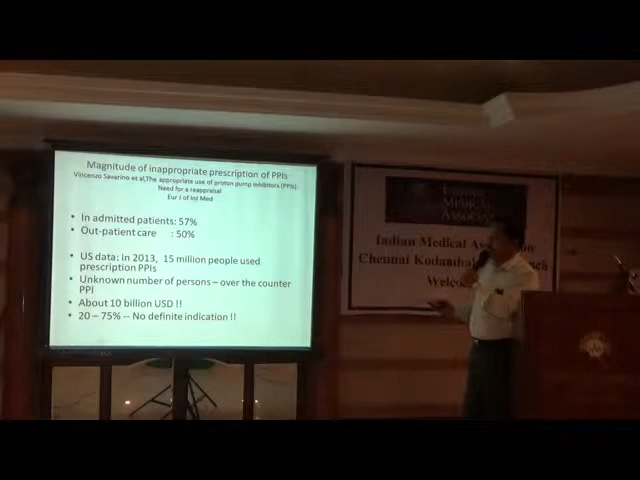 Magnitude of inappropriate prescription of PPIs
Vincenzo Savarino et al,The appropriate use of proton pump inhibitors (PPIs):
Need for a reappraisal
Eur J of Int Med
• In admitted patients: 57%
• Out-patient care : 50%
• US data: in 2013, 15 million people used
prescription PPIs
• Unknown number of persons – over the counter
PPI
• About 10 billion USD !!
• 20 – 75% -- No definite indication !!
Medical
Indian Medical
Chennai